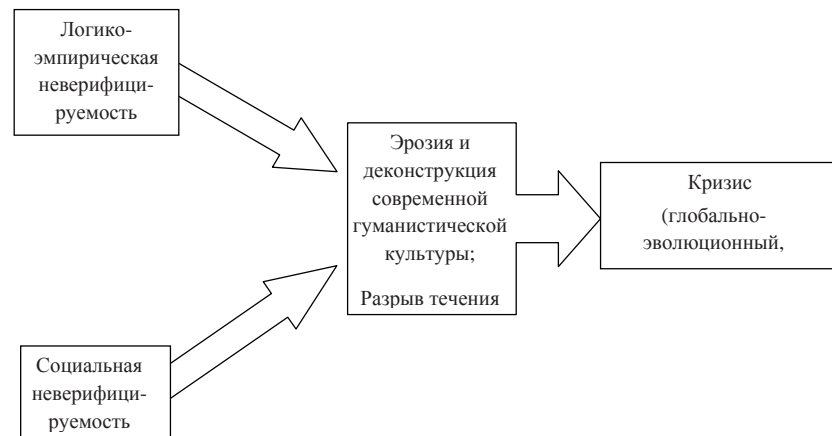 Логико-
эмпирическая
неверифици-
руемость
Эрозия и
деконструкция
современной
гуманистической
культуры;
Разрыв течения
Кризис
(глобально-
эволюционный,
Социальная
неверифици-
руемость